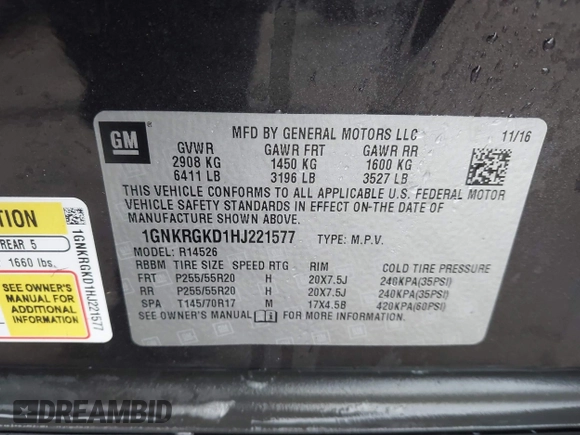 GM
MFD BY GENERAL MOTORS LLC 11/16
GVWR GAWR FRT GAWR RR
2908 KG 1450 KG 1600 KG
6411 LB 3196 LB 3527 LB
THIS VEHICLE CONFORMS TO ALL APPLICABLE U.S. FEDERAL MOTOR
VEHICLE SAFETY STANDARDS IN EFFECT ON THE DATE OF
MANUFACTURE SHOWN ABOVE.
1GNKRGKD1HJ221577 TYPE: M.P.V.
MODEL: R14526
RBBM TIRE SIZE SPEED RTG RIM COLD TIRE PRESSURE
FRT P255/55R20 H 20X7.5J 240KPA(35PSI)
RR P255/55R20 H 20X7.5J 240KPA(35PSI)
SPA T145/70R17 M 17X4.5B 420KPA(60PSI)
SEE OWNER'S MANUAL FOR MORE INFORMATION.
TION
REAR 5
1660 lbs.
SEE OWNER'S
MANUAL FOR
ADDITIONAL
INFORMATION
1GNKRGKD1HJ221577
DREAMBID